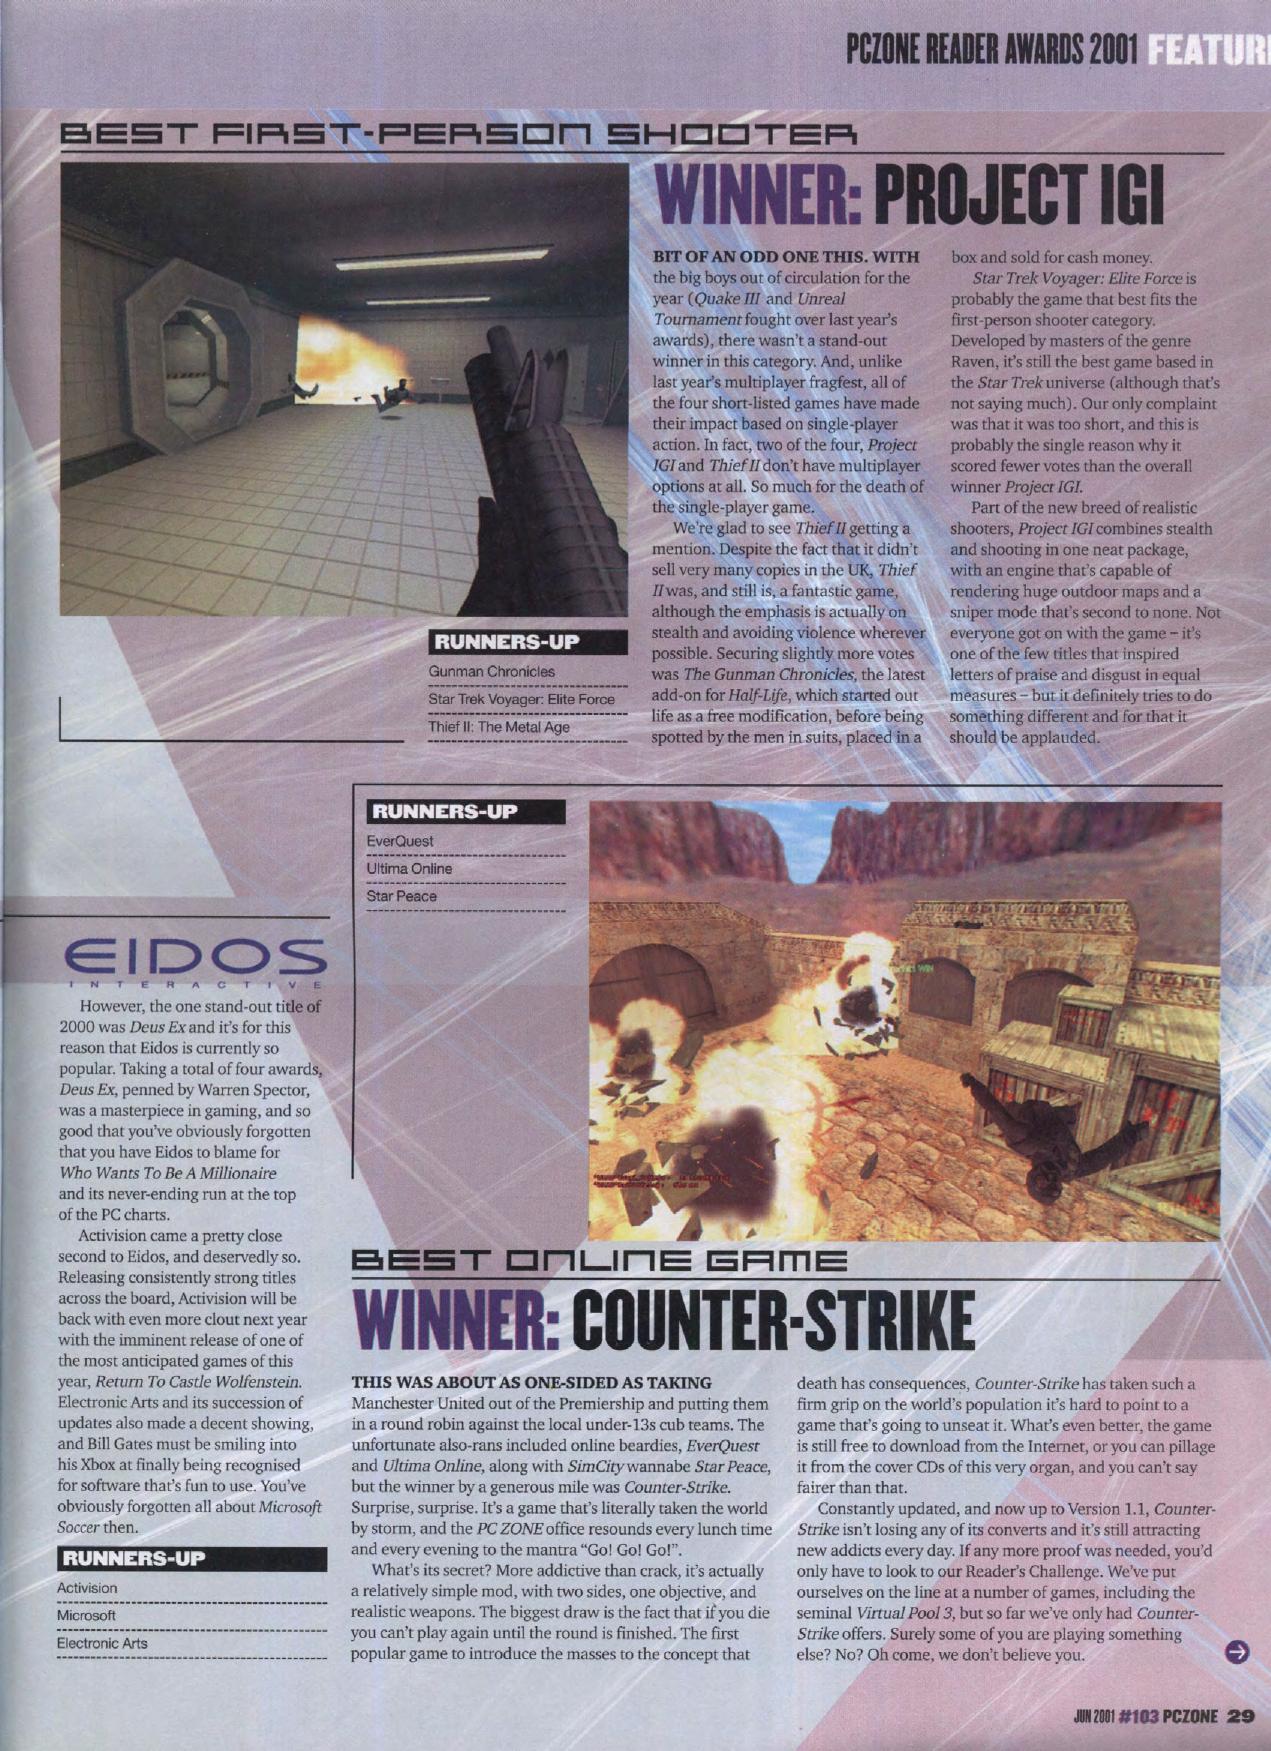 PCZONE READER AWARDS 2001 FEATUR
BEST FIRST-PERSON SHOOTER
WINNER: PROJECT IGI
BIT OF AN ODD ONE THIS. WITH
the big boys out of circulation for the
year (Quake III and Unreal
Tournament fought over last year's
awards), there wasn't a stand-out
winner in this category. And, unlike
last year's multiplayer fragfest, all of
the four short-listed games have made
their impact based on single-player
action. In fact, two of the four, Project
IGI and Thief II don't have multiplayer
options at all. So much for the death of
the single-player game.
We're glad to see Thief II getting a
mention. Despite the fact that it didn't
sell very many copies in the UK, Thief
II was, and still is, a fantastic game,
although the emphasis is actually on
stealth and avoiding violence wherever
possible. Securing slightly more votes
was The Gunman Chronicles, the latest
add-on for Half-Life, which started out
life as a free modification, before being
spotted by the men in suits, placed in a
box and sold for cash money.
Star Trek Voyager: Elite Force is
probably the game that best fits the
first-person shooter category.
Developed by masters of the genre
Raven, it's still the best game based in
the Star Trek universe (although that's
not saying much). Our only complaint
was that it was too short, and this is
probably the single reason why it
scored fewer votes than the overall
winner Project IGI.
Part of the new breed of realistic
shooters, Project IGI combines stealth
and shooting in one neat package,
with an engine that's capable of
rendering huge outdoor maps and a
sniper mode that's second to none. Not
everyone got on with the game – it's
one of the few titles that inspired
letters of praise and disgust in equal
measures – but it definitely tries to do
something different and for that it
should be applauded.
RUNNERS-UP
Gunman Chronicles
Star Trek Voyager: Elite Force
Thief II: The Metal Age
RUNNERS-UP
EverQuest
Ultima Online
Star Peace
EIDOS
INTERACTIVE
However, the one stand-out title of
2000 was Deus Ex and it's for this
reason that Eidos is currently so
popular. Taking a total of four awards,
Deus Ex, penned by Warren Spector,
was a masterpiece in gaming, and so
good that you've obviously forgotten
that you have Eidos to blame for
Who Wants To Be A Millionaire
and its never-ending run at the top
of the PC charts.
Activision came a pretty close
second to Eidos, and deservedly so.
Releasing consistently strong titles
across the board, Activision will be
back with even more clout next year
with the imminent release of one of
the most anticipated games of this
year, Return To Castle Wolfenstein.
Electronic Arts and its succession of
updates also made a decent showing,
and Bill Gates must be smiling into
his Xbox at finally being recognised
for software that's fun to use. You've
obviously forgotten all about Microsoft
Soccer then.
RUNNERS-UP
Activision
Microsoft
Electronic Arts
BEST ONLINE GAME
WINNER: COUNTER-STRIKE
THIS WAS ABOUT AS ONE-SIDED AS TAKING
Manchester United out of the Premiership and putting them
in a round robin against the local under-13s cub teams. The
unfortunate also-rans included online beardies, EverQuest
and Ultima Online, along with SimCity wannabe Star Peace,
but the winner by a generous mile was Counter-Strike.
Surprise, surprise. It's a game that's literally taken the world
by storm, and the PC ZONE office resounds every lunch time
and every evening to the mantra “Go! Go! Go!”.
What's its secret? More addictive than crack, it's actually
a relatively simple mod, with two sides, one objective, and
realistic weapons. The biggest draw is the fact that if you die
you can't play again until the round is finished. The first
popular game to introduce the masses to the concept that
death has consequences, Counter-Strike has taken such a
firm grip on the world's population it's hard to point to a
game that's going to unseat it. What's even better, the game
is still free to download from the Internet, or you can pillage
it from the cover CDs of this very organ, and you can't say
fairer than that.
Constantly updated, and now up to Version 1.1, Counter-
Strike isn't losing any of its converts and it's still attracting
new addicts every day. If any more proof was needed, you'd
only have to look to our Reader's Challenge. We've put
ourselves on the line at a number of games, including the
seminal Virtual Pool 3, but so far we've only had Counter-
Strike offers. Surely some of you are playing something
else? No? Oh come, we don't believe you.
JUN 2001 #103 PCZONE 29